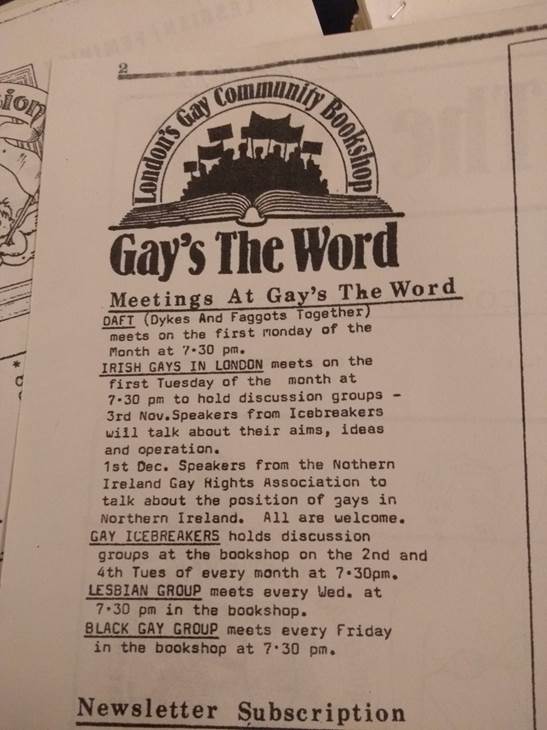 ion
2
London's Gay Community Bookshop
Gay's The Word
Meetings At Gay's The Word
DAFT (Dykes And Faggots Together)
meets on the first monday of the
Month at 7·30 pm.
IRISH GAYS IN LONDON meets on the
first Tuesday of the month at
7·30 pm to hold discussion groups –
3rd Nov.Speakers from Icebreakers
will talk about their aims, ideas
and operation.
1st Dec. Speakers from the Nothern
Ireland Gay Rights Association to
talk about the position of gays in
Northern Ireland. All are welcome.
GAY ICEBREAKERS holds discussion
groups at the bookshop on the 2nd and
4th Tues of every month at 7·30pm.
LESBIAN GROUP meets every Wed. at
7·30 pm in the bookshop.
BLACK GAY GROUP meets every Friday
in the bookshop at 7·30 pm.
Newsletter Subscription